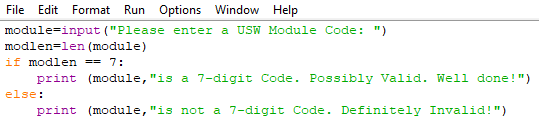 File Edit Format Run Options Window Help
module=input("Please enter a USW Module Code: ")
modlen=len(module)
if modlen == 7:
    print (module,"is a 7-digit Code. Possibly Valid. Well done!")
else:
    print (module,"is not a 7-digit Code. Definitely Invalid!")